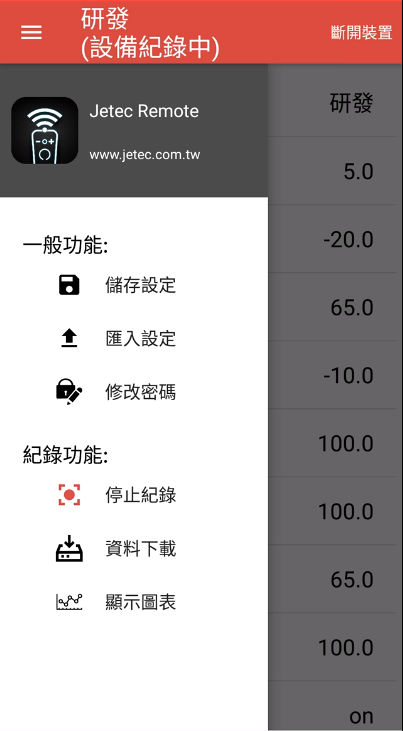 研發
(設備紀錄中)
斷開裝置
Jetec Remote
www.jetec.com.tw
一般功能:
儲存設定
匯入設定
修改密碼
紀錄功能:
停止紀錄
資料下載
顯示圖表
研發
5.0
-20.0
65.0
-10.0
100.0
100.0
65.0
100.0
on